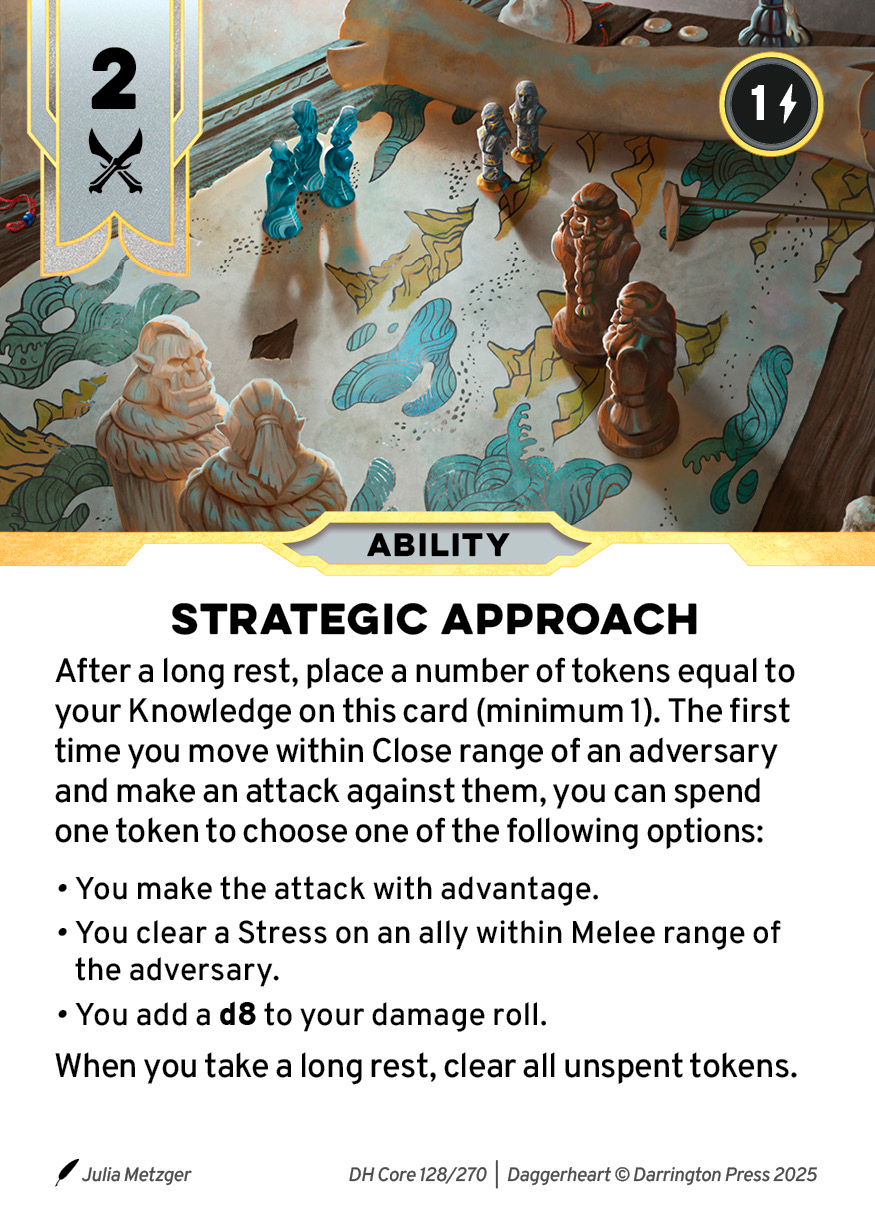 2
1
ABILITY
STRATEGIC APPROACH
After a long rest, place a number of tokens equal to
your Knowledge on this card (minimum 1). The first
time you move within Close range of an adversary
and make an attack against them, you can spend
one token to choose one of the following options:
• You make the attack with advantage.
• You clear a Stress on an ally within Melee range of
the adversary.
• You add a d8 to your damage roll.
When you take a long rest, clear all unspent tokens.
Julia Metzger DH Core 128/270 | Daggerheart © Darrington Press 2025